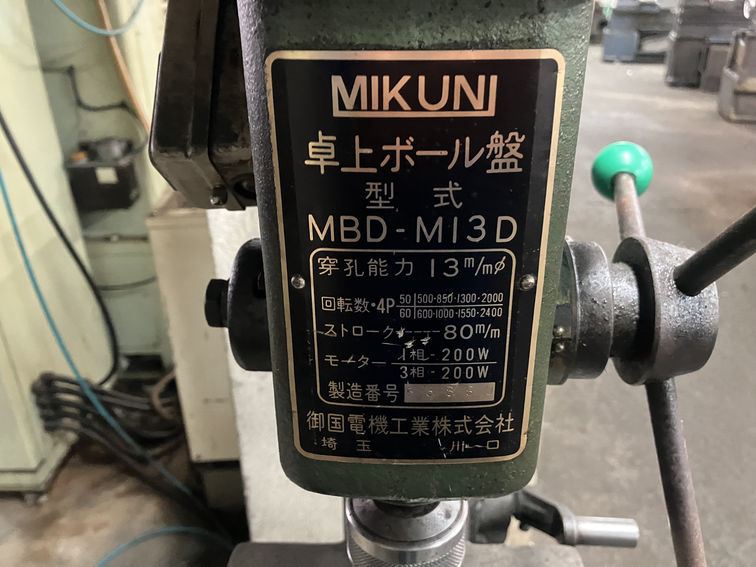 MIKUNI
卓上ボール盤
型式
MBD-M13D
穿孔能力 13m/mφ
回転数・4P 50 500-850-1300-2000
60 600-1000-1550-2400
ストローク 80m/m
モーター 1相-200W
3相-200W
製造番号
御国電機工業株式会社
埼玉 川口